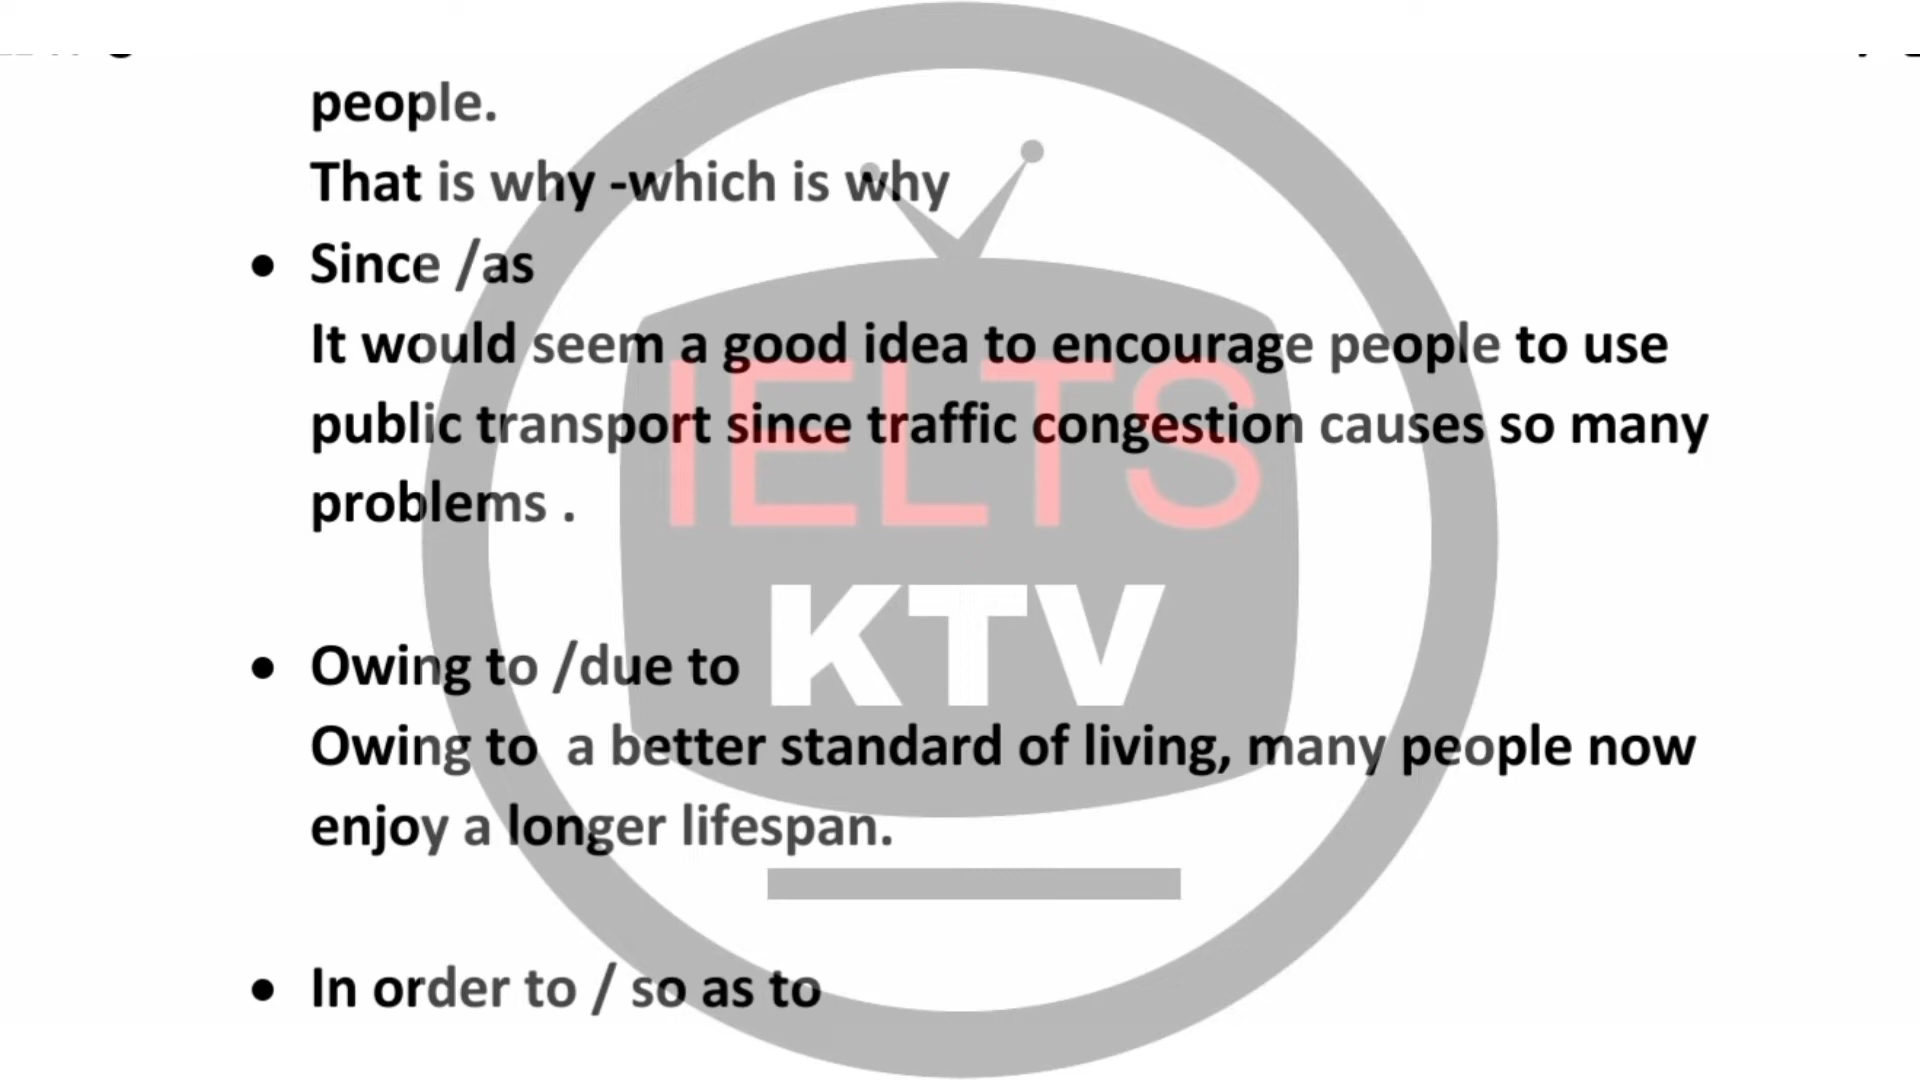 people.
That is why -which is why
• Since /as
It would seem a good idea to encourage people to use
public transport since traffic congestion causes so many
problems .
IELTS
KTV
• Owing to /due to
Owing to  a better standard of living, many people now
enjoy a longer lifespan.
• In order to / so as to